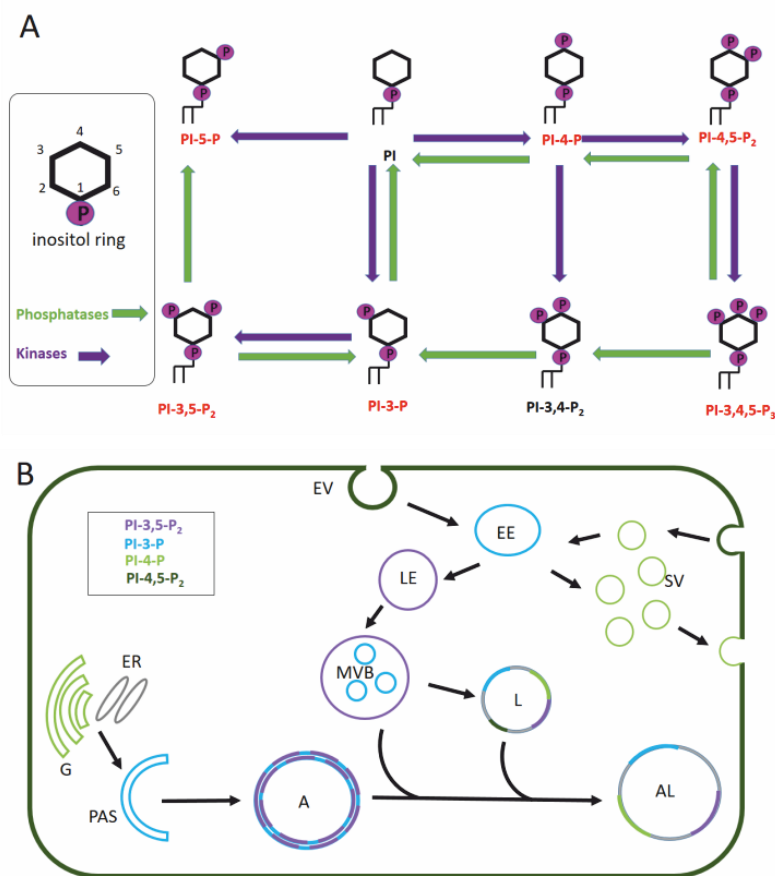 A
P
P
P
P
P
P
P
P
PI-5-P
PI
PI-4-P
PI-4,5-P₂
4
3
5
2
1
6
P
inositol ring
Phosphatases
Kinases
P
P
P
P
P
P
P
P
P
P
P
P
PI-3,5-P₂
PI-3-P
PI-3,4-P₂
PI-3,4,5-P₃
B
EV
PI-3,5-P₂
PI-3-P
PI-4-P
PI-4,5-P₂
EE
LE
SV
ER
MVB
L
G
PAS
A
AL